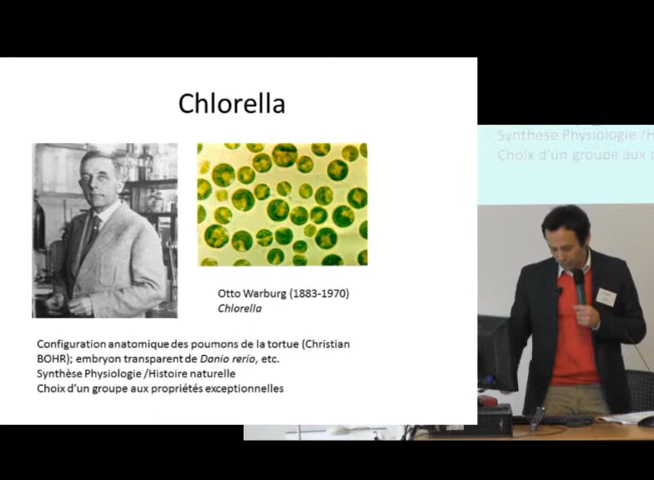 Chlorella
Otto Warburg (1883-1970)
Chlorella
Configuration anatomique des poumons de la tortue (Christian
BOHR); embryon transparent de Danio rerio, etc.
Synthèse Physiologie /Histoire naturelle
Choix d'un groupe aux propriétés exceptionnelles
Synthèse Physiologie /H
Choix d'un groupe aux